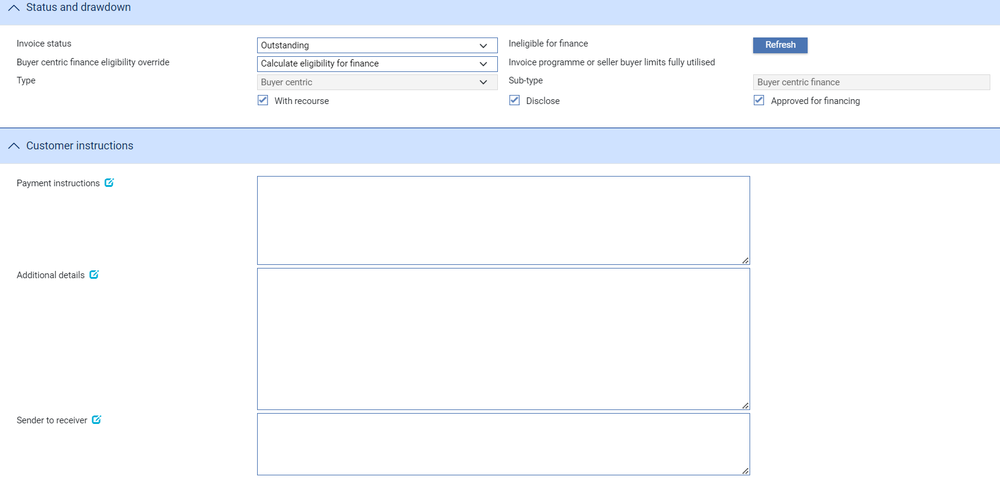 Status and drawdown
Invoice status Outstanding Ineligible for finance Refresh
Buyer centric finance eligibility override Calculate eligibility for finance Invoice programme or seller buyer limits fully utilised
Type Buyer centric Sub-type Buyer centric finance
With recourse Disclose Approved for financing
Customer instructions
Payment instructions
Additional details
Sender to receiver